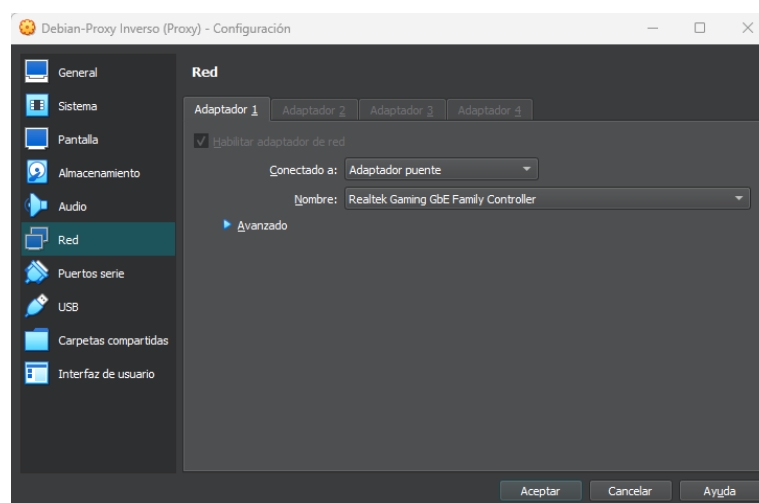 Debian-Proxy Inverso (Proxy) - Configuración
General
Sistema
Pantalla
Almacenamiento
Audio
Red
Puertos serie
USB
Carpetas compartidas
Interfaz de usuario
Red
Adaptador 1 Adaptador 2 Adaptador 3 Adaptador 4
Habilitar adaptador de red
Conectado a: Adaptador puente
Nombre: Realtek Gaming GbE Family Controller
Avanzado
Aceptar Cancelar Ayuda